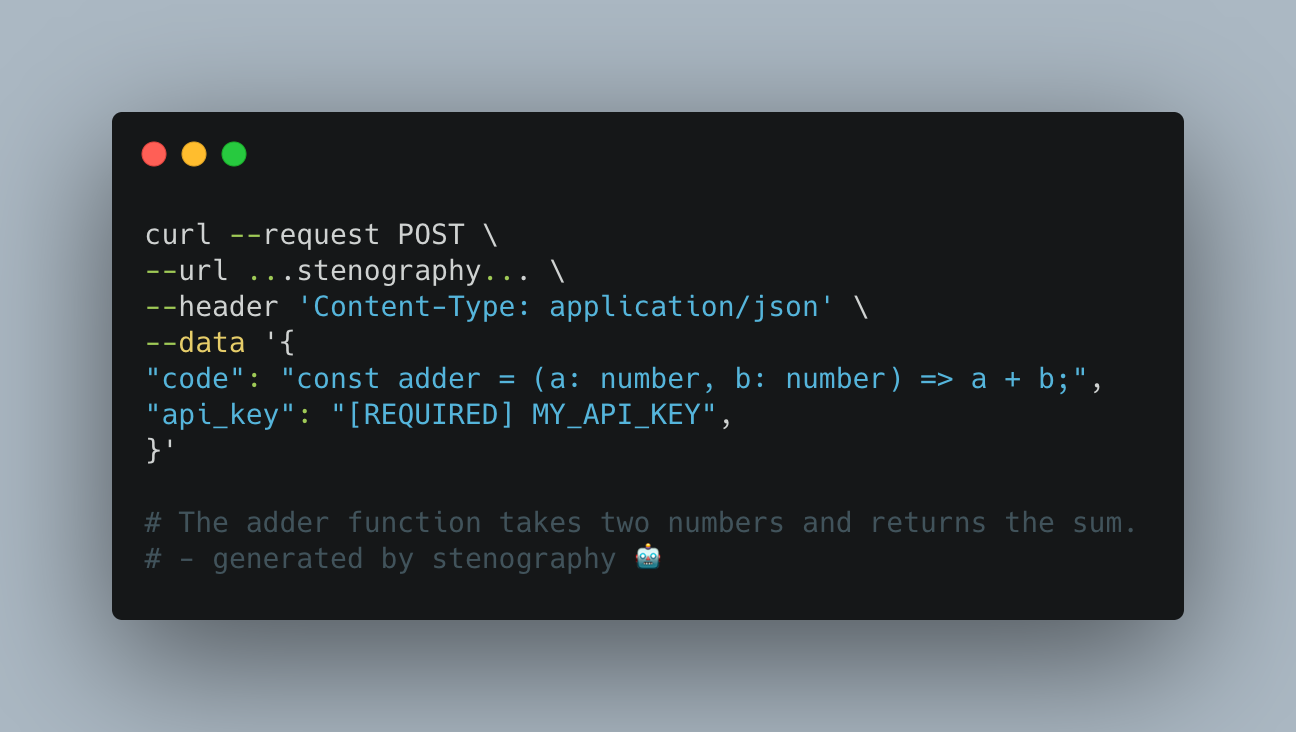 curl --request POST \
--url ...stenography... \
--header 'Content-Type: application/json' \
--data '{
"code": "const adder = (a: number, b: number) => a + b;",
"api_key": "[REQUIRED] MY_API_KEY",
}'
# The adder function takes two numbers and returns the sum.
# - generated by stenography 🤖